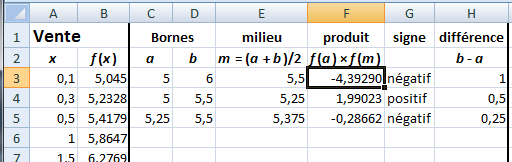 A B C D E F G H
1 Vente Bornes milieu produit signe différence
2 x f(x) a b m = (a + b)/2 f(a) × f(m) b - a
3 0,1 5,045 5 6 5,5 -4,39290 négatif 1
4 0,3 5,2328 5 5,5 5,25 1,99023 positif 0,5
5 0,5 5,4179 5,25 5,5 5,375 -0,28662 négatif 0,25
6 1 5,8647
7 1,5 6,2769